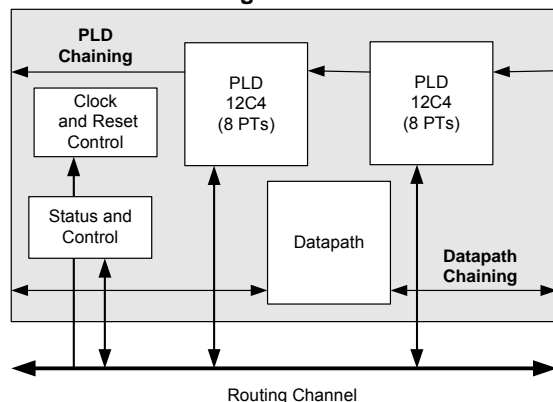 PLD
Chaining
PLD
12C4
(8 PTs)
PLD
12C4
(8 PTs)
Clock
and Reset
Control
Status and
Control
Datapath
Datapath
Chaining
Routing Channel